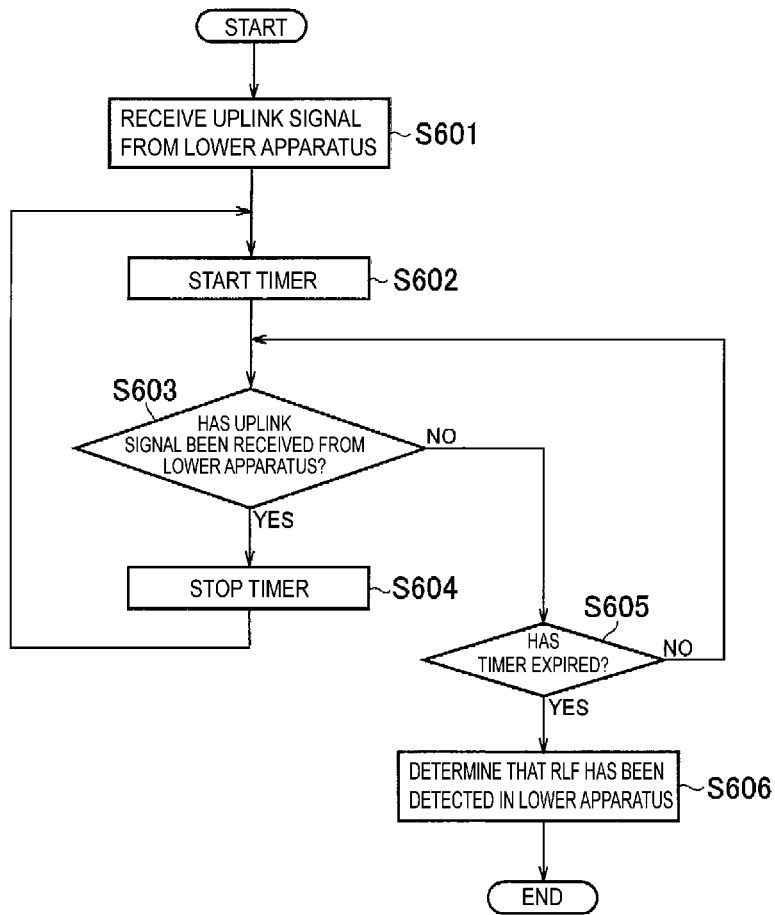 START
RECEIVE UPLINK SIGNAL
FROM LOWER APPARATUS
S601
START TIMER
S602
S603
HAS UPLINK
SIGNAL BEEN RECEIVED FROM
LOWER APPARATUS?
NO
YES
STOP TIMER
S604
S605
HAS
TIMER EXPIRED?
NO
YES
DETERMINE THAT RLF HAS BEEN
DETECTED IN LOWER APPARATUS
S606
END